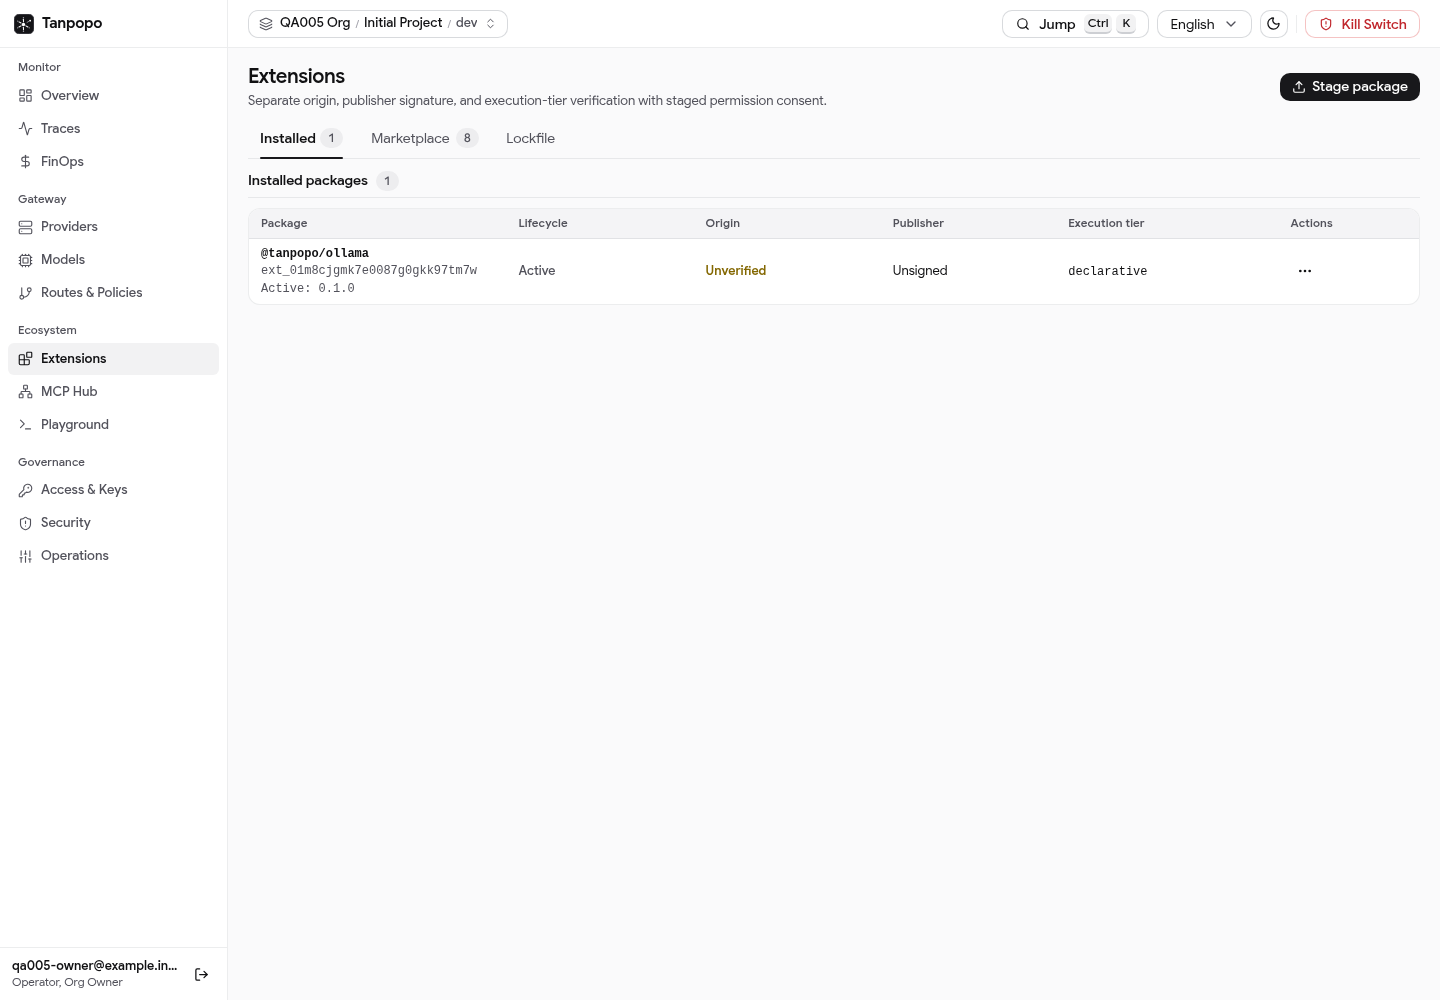 Tanpopo
QA005 Org / Initial Project / dev
Jump Ctrl K
English
Kill Switch
Monitor
Overview
Traces
FinOps
Gateway
Providers
Models
Routes & Policies
Ecosystem
Extensions
MCP Hub
Playground
Governance
Access & Keys
Security
Operations
qa005-owner@example.in...
Operator, Org Owner
Extensions
Separate origin, publisher signature, and execution-tier verification with staged permission consent.
Stage package
Installed 1 Marketplace 8 Lockfile
Installed packages 1
Package Lifecycle Origin Publisher Execution tier Actions
@tanpopo/ollama
ext_01m8cjgmk7e0087g0gkk97tm7w Active Unverified Unsigned declarative
Active: 0.1.0